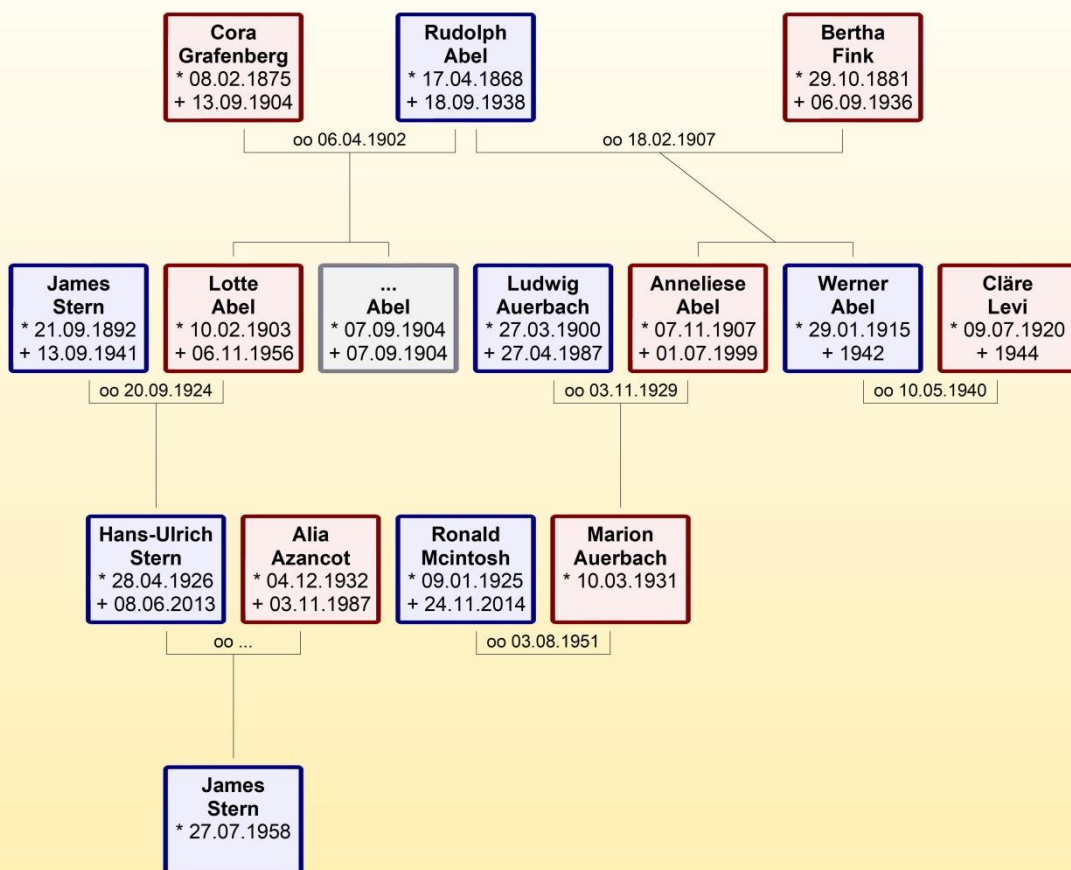 Cora
Grafenberg
* 08.02.1875
+ 13.09.1904
Rudolph
Abel
* 17.04.1868
+ 18.09.1938
Bertha
Fink
* 29.10.1881
+ 06.09.1936
oo 06.04.1902
oo 18.02.1907
James
Stern
* 21.09.1892
+ 13.09.1941
Lotte
Abel
* 10.02.1903
+ 06.11.1956
...
Abel
* 07.09.1904
+ 07.09.1904
Ludwig
Auerbach
* 27.03.1900
+ 27.04.1987
Anneliese
Abel
* 07.11.1907
+ 01.07.1999
Werner
Abel
* 29.01.1915
+ 1942
Cläre
Levi
* 09.07.1920
+ 1944
oo 20.09.1924
oo 03.11.1929
oo 10.05.1940
Hans-Ulrich
Stern
* 28.04.1926
+ 08.06.2013
Alia
Azancot
* 04.12.1932
+ 03.11.1987
Ronald
Mcintosh
* 09.01.1925
+ 24.11.2014
Marion
Auerbach
* 10.03.1931
oo ...
oo 03.08.1951
James
Stern
* 27.07.1958